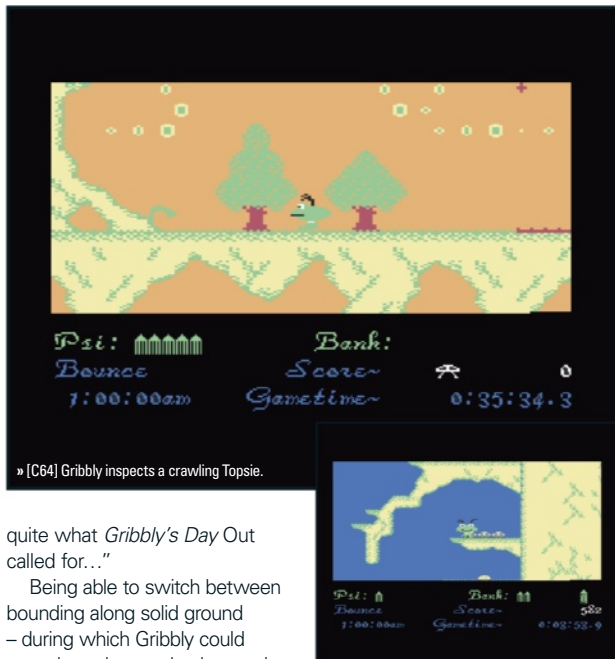 Psi: Bank:
Bounce Score~ 0
1:00:00am Gametime~ 0:35:34.3
» [C64] Gribbly inspects a crawling Topsie.
quite what Gribbly's Day Out
called for…”
Being able to switch between
bounding along solid ground
– during which Gribbly could
Psi: Bank:
Bounce Score~ 582
1:00:00am Gametime~ 0:03:53.9